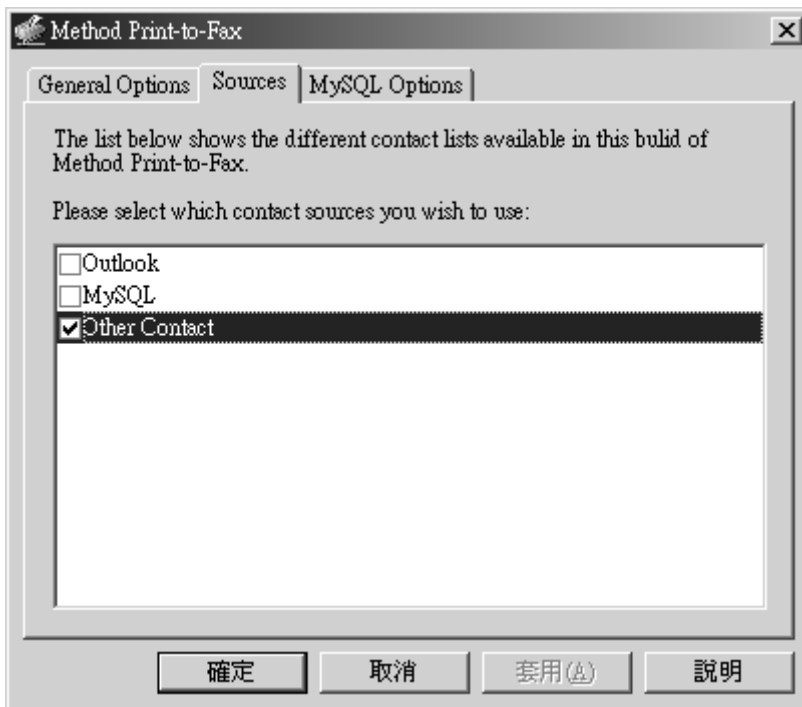 Method Print-to-Fax
General Options Sources MySQL Options
The list below shows the different contact lists available in this bulid of
Method Print-to-Fax.
Please select which contact sources you wish to use:
Outlook
MySQL
Other Contact
確定 取消 套用(A) 說明